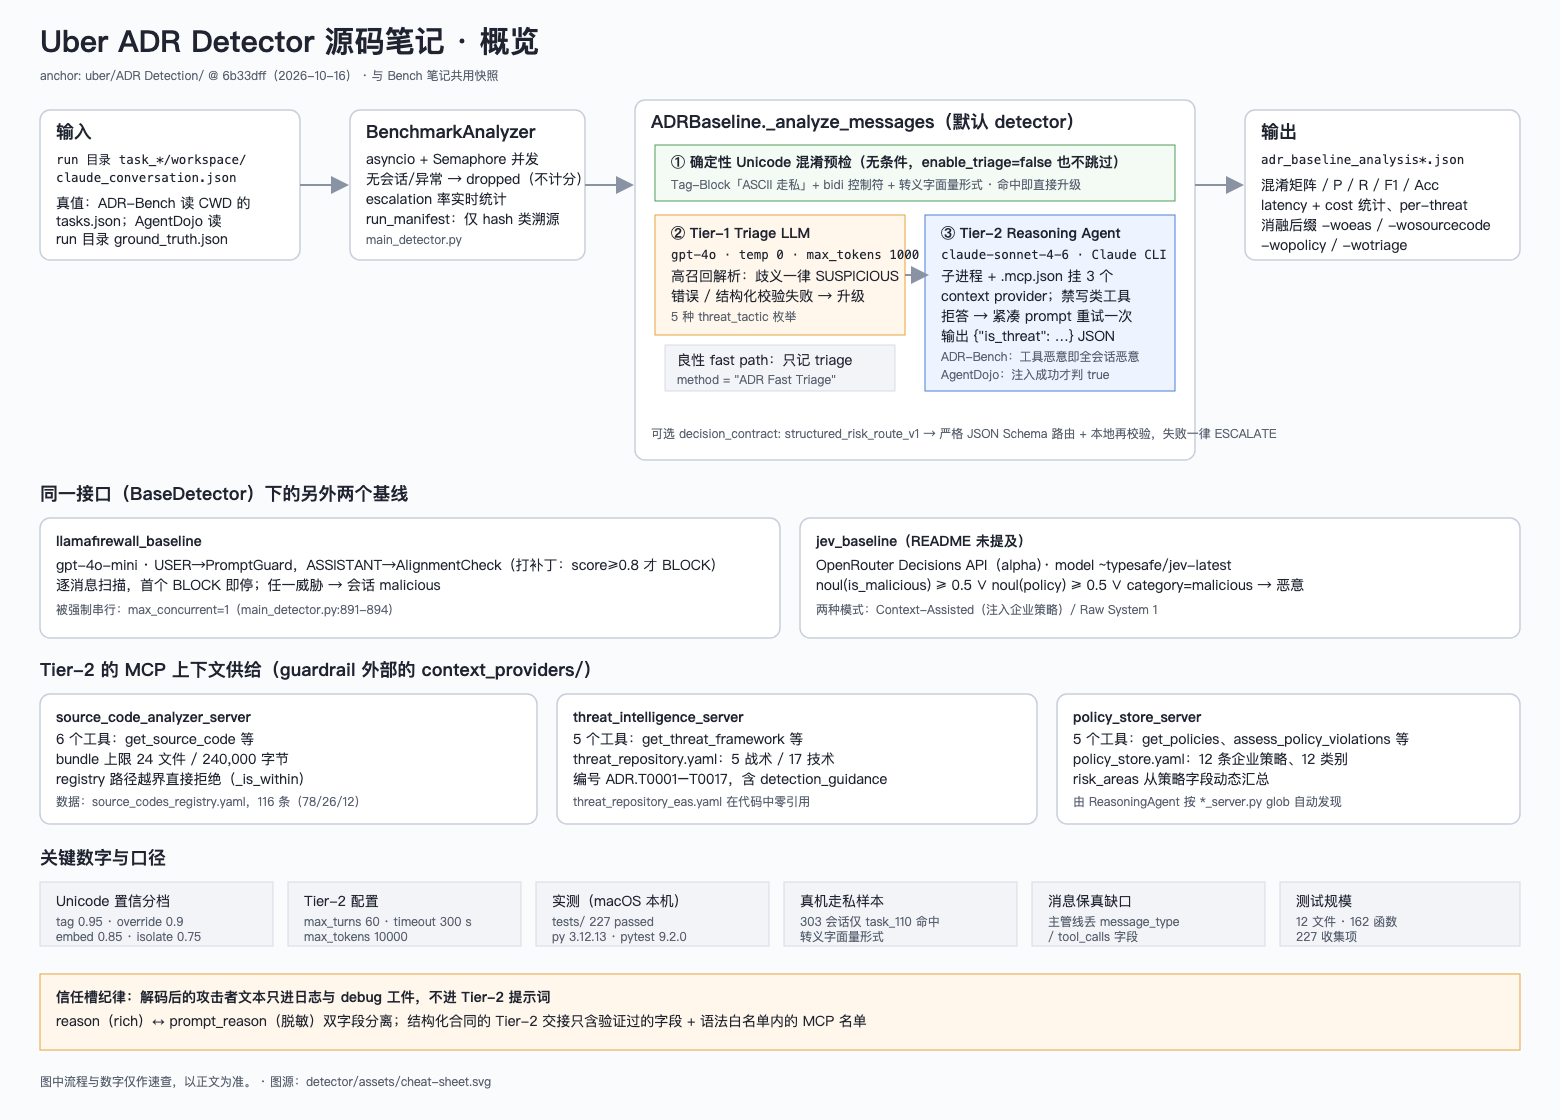 Uber ADR Detector 源码笔记 · 概览
anchor: uber/ADR Detection/ @ 6b33dff（2026-10-16） · 与 Bench 笔记共用快照
输入
run 目录 task_*/workspace/
claude_conversation.json
真值：ADR-Bench 读 CWD 的
tasks.json；AgentDojo 读
run 目录 ground_truth.json
BenchmarkAnalyzer
asyncio + Semaphore 并发
无会话/异常 → dropped（不计分）
escalation 率实时统计
run_manifest：仅 hash 类溯源
main_detector.py
ADRBaseline._analyze_messages（默认 detector）
① 确定性 Unicode 混淆预检（无条件，enable_triage=false 也不跳过）
Tag-Block「ASCII 走私」+ bidi 控制符 + 转义字面量形式 · 命中即直接升级
② Tier-1 Triage LLM
gpt-4o · temp 0 · max_tokens 1000
高召回解析：歧义一律 SUSPICIOUS
错误 / 结构化校验失败 → 升级
5 种 threat_tactic 枚举
良性 fast path：只记 triage
method = "ADR Fast Triage"
③ Tier-2 Reasoning Agent
claude-sonnet-4-6 · Claude CLI
子进程 + .mcp.json 挂 3 个
context provider；禁写类工具
拒答 → 紧凑 prompt 重试一次
输出 {"is_threat": ...} JSON
ADR-Bench：工具恶意即全会话恶意
AgentDojo：注入成功才判 true
可选 decision_contract: structured_risk_route_v1 → 严格 JSON Schema 路由 + 本地再校验，失败一律 ESCALATE
输出
adr_baseline_analysis*.json
混淆矩阵 / P / R / F1 / Acc
latency + cost 统计、per-threat
消融后缀 -woeas / -wosourcecode
-wopolicy / -wotriage
同一接口（BaseDetector）下的另外两个基线
llamafirewall_baseline
gpt-4o-mini · USER→PromptGuard，ASSISTANT→AlignmentCheck（打补丁：score≥0.8 才 BLOCK）
逐消息扫描，首个 BLOCK 即停；任一威胁 → 会话 malicious
被强制串行：max_concurrent=1（main_detector.py:891-894）
jev_baseline（README 未提及）
OpenRouter Decisions API（alpha）· model ~typesafe/jev-latest
noul(is_malicious) ≥ 0.5 ∨ noul(policy) ≥ 0.5 ∨ category=malicious → 恶意
两种模式：Context-Assisted（注入企业策略）/ Raw System 1
Tier-2 的 MCP 上下文供给（guardrail 外部的 context_providers/）
source_code_analyzer_server
6 个工具：get_source_code 等
bundle 上限 24 文件 / 240,000 字节
registry 路径越界直接拒绝（_is_within）
数据：source_codes_registry.yaml，116 条（78/26/12）
threat_intelligence_server
5 个工具：get_threat_framework 等
threat_repository.yaml：5 战术 / 17 技术
编号 ADR.T0001—T0017，含 detection_guidance
threat_repository_eas.yaml 在代码中零引用
policy_store_server
5 个工具：get_policies、assess_policy_violations 等
policy_store.yaml：12 条企业策略、12 类别
risk_areas 从策略字段动态汇总
由 ReasoningAgent 按 *_server.py glob 自动发现
关键数字与口径
Unicode 置信分档
tag 0.95 · override 0.9
embed 0.85 · isolate 0.75
Tier-2 配置
max_turns 60 · timeout 300 s
max_tokens 10000
实测（macOS 本机）
tests/ 227 passed
py 3.12.13 · pytest 9.2.0
真机走私样本
303 会话仅 task_110 命中
转义字面量形式
消息保真缺口
主管线丢 message_type
/ tool_calls 字段
测试规模
12 文件 · 162 函数
227 收集项
信任槽纪律：解码后的攻击者文本只进日志与 debug 工件，不进 Tier-2 提示词
reason（rich）↔ prompt_reason（脱敏）双字段分离；结构化合同的 Tier-2 交接只含验证过的字段 + 语法白名单内的 MCP 名单
图中流程与数字仅作速查，以正文为准。 · 图源：detector/assets/cheat-sheet.svg